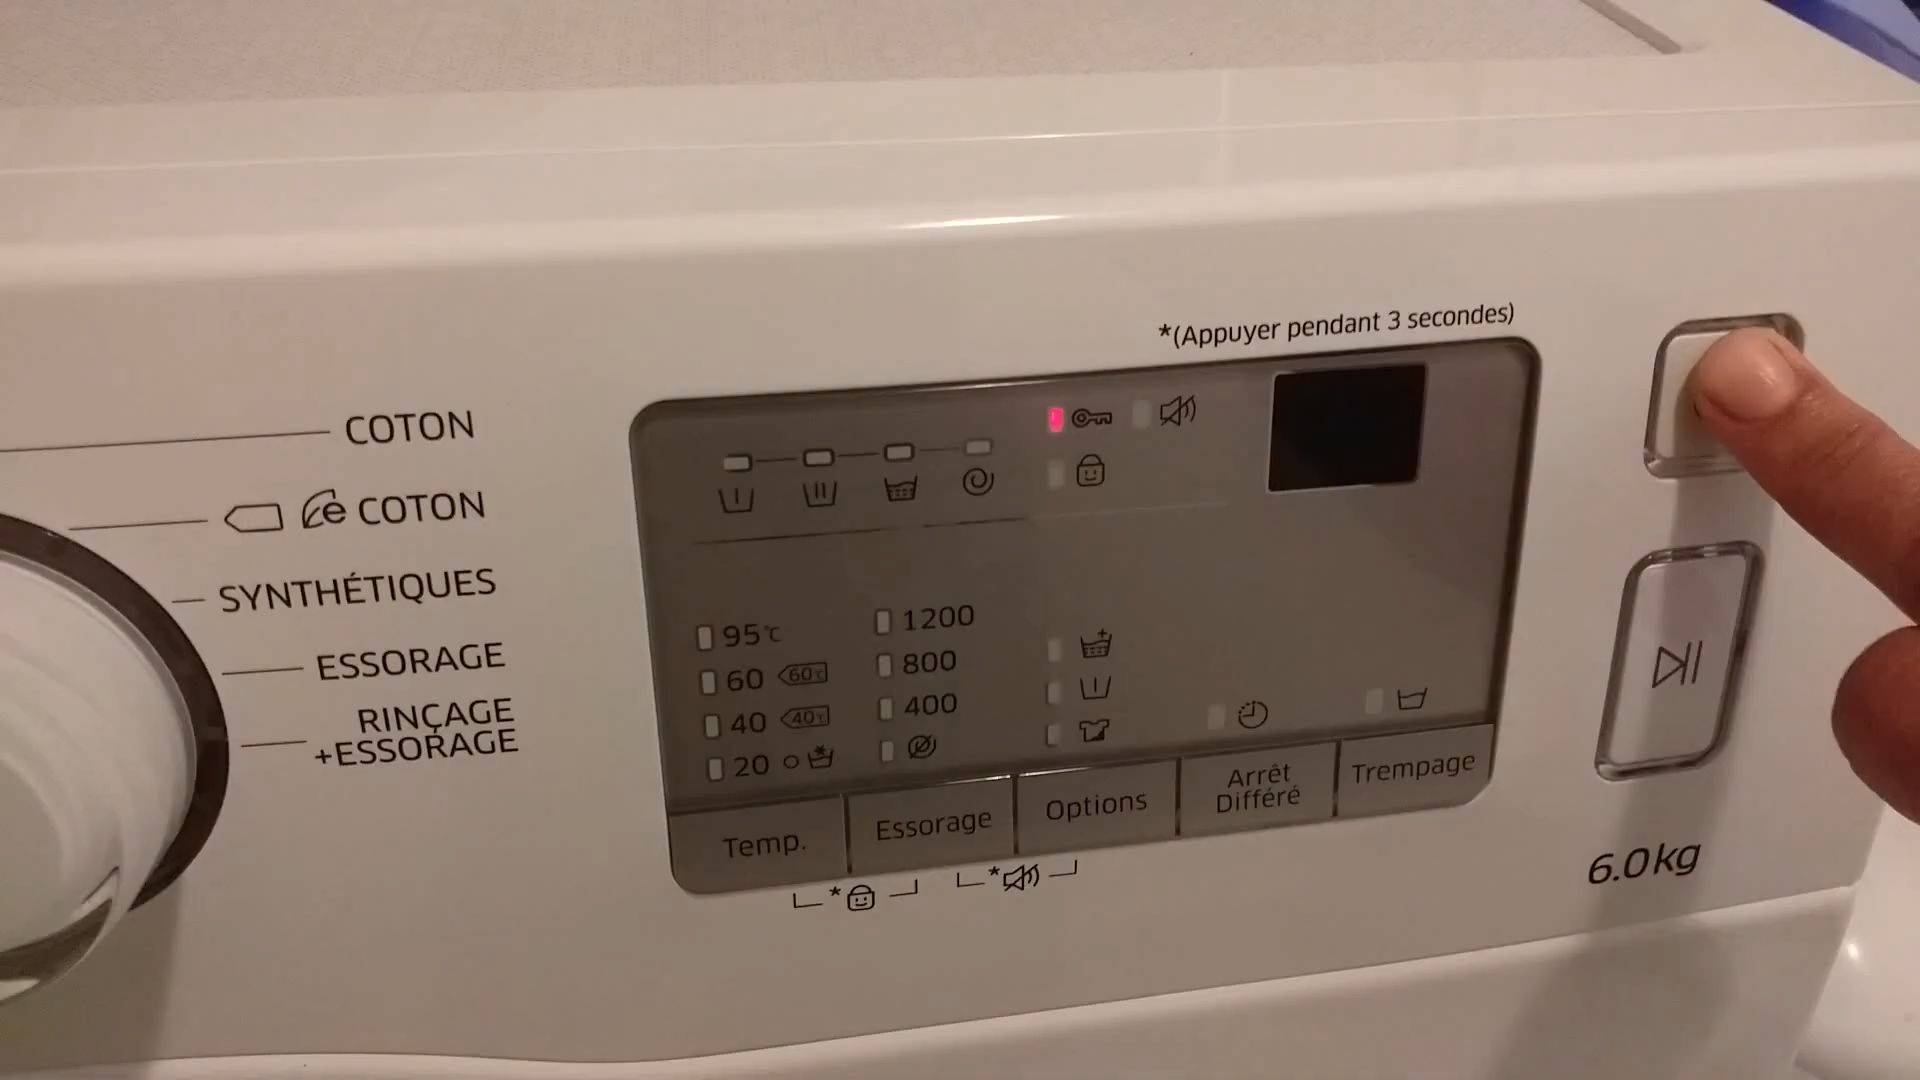 *(Appuyer pendant 3 secondes)
COTON
é COTON
SYNTHÉTIQUES
ESSORAGE
RINÇAGE
+ESSORAGE
95℃
60 60℃
40 40℃
20
1200
800
400
Temp.
Essorage
Options
Arrêt
Différé
Trempage
*
*
6.0kg